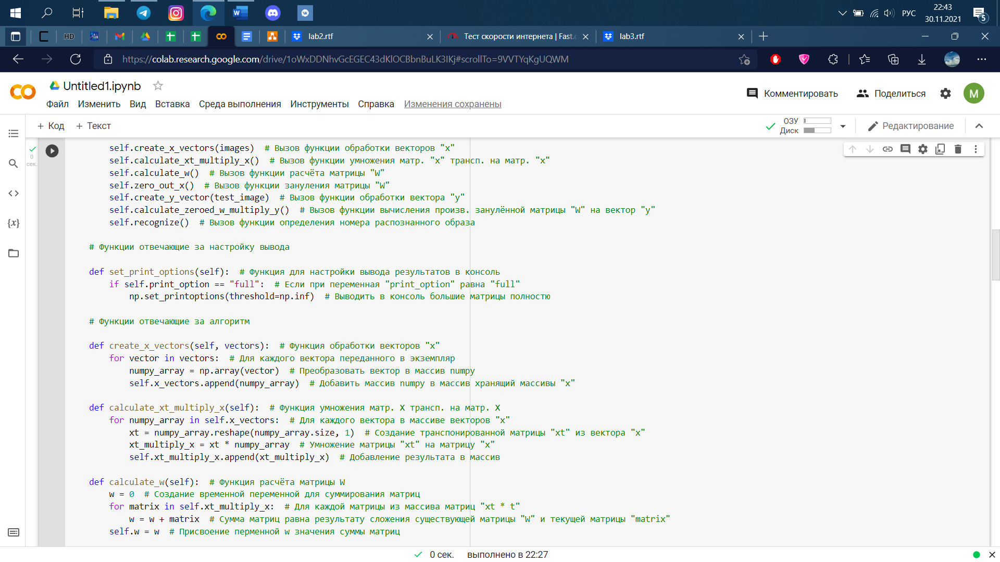 22:43
РУС
30.11.2021
5
HD
lab2.rtf
Тест скорости интернета | Fast.c
lab3.rtf
https://colab.research.google.com/drive/1oWxDDNhvGcEGEC43dKlOCBbnBuLK3IKj#scrollTo=9VVTYqKgUQWM
Untitled1.ipynb
Комментировать
Поделиться
M
Файл Изменить Вид Вставка Среда выполнения Инструменты Справка Изменения сохранены
+ Код + Текст
ОЗУ
Диск
Редактирование
0
сек.
self.create_x_vectors(images)  # Вызов функции обработки векторов "x"
self.calculate_xt_multiply_x()  # Вызов функции умножения матр. "x" трансп. на матр. "x"
self.calculate_w()  # Вызов функции расчёта матрицы "W"
self.zero_out_x()  # Вызов функции зануления матрицы "W"
self.create_y_vector(test_image)  # Вызов функции обработки вектора "y"
self.calculate_zeroed_w_multiply_y()  # Вызов функции вычисления произв. занулённой матрицы "W" на вектор "y"
self.recognize()  # Вызов функции определения номера распознанного образа
# Функции отвечающие за настройку вывода
def set_print_options(self):  # Функция для настройки вывода результатов в консоль
if self.print_option == "full":  # Если при переменная "print_option" равна "full"
np.set_printoptions(threshold=np.inf)  # Выводить в консоль большие матрицы полностю
# Функции отвечающие за алгоритм
def create_x_vectors(self, vectors):  # Функция обработки векторов "x"
for vector in vectors:  # Для каждого вектора переданного в экземпляр
numpy_array = np.array(vector)  # Преобразовать вектор в массив numpy
self.x_vectors.append(numpy_array)  # Добавить массив numpy в массив хранящий массивы "x"
def calculate_xt_multiply_x(self):  # Функция умножения матр. X трансп. на матр. X
for numpy_array in self.x_vectors:  # Для каждого вектора в массиве векторов "x"
xt = numpy_array.reshape(numpy_array.size, 1)  # Создание транспонированной матрицы "xt" из вектора "x"
xt_multiply_x = xt * numpy_array  # Умножение матрицы "xt" на матрицу "x"
self.xt_multiply_x.append(xt_multiply_x)  # Добавление результата в массив
def calculate_w(self):  # Функция расчёта матрицы W
w = 0  # Создание временной переменной для суммирования матриц
for matrix in self.xt_multiply_x:  # Для каждой матрицы из массива матриц "xt * t"
w = w + matrix  # Сумма матриц равна результату сложения существующей матрицы "W" и текущей матрицы "matrix"
self.w = w  # Присвоение перменной w значения суммы матриц
0 сек. выполнено в 22:27